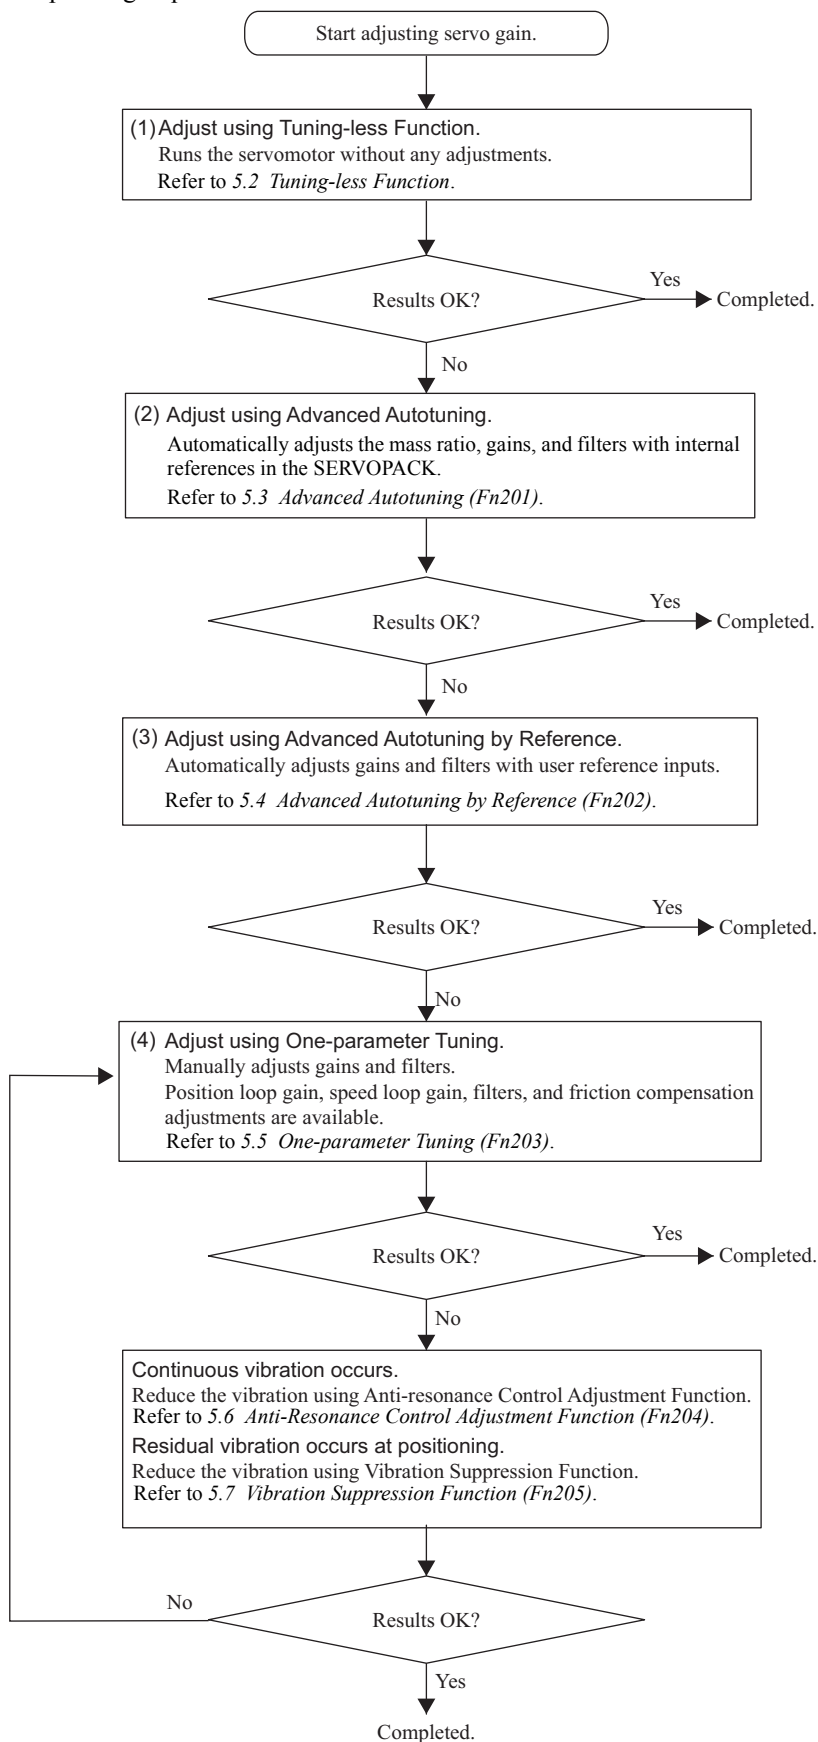 Start adjusting servo gain.
(1) Adjust using Tuning-less Function.
Runs the servomotor without any adjustments.
Refer to 5.2 Tuning-less Function.
Results OK?
Yes
Completed.
No
(2) Adjust using Advanced Autotuning.
Automatically adjusts the mass ratio, gains, and filters with internal
references in the SERVOPACK.
Refer to 5.3 Advanced Autotuning (Fn201).
Results OK?
Yes
Completed.
No
(3) Adjust using Advanced Autotuning by Reference.
Automatically adjusts gains and filters with user reference inputs.
Refer to 5.4 Advanced Autotuning by Reference (Fn202).
Results OK?
Yes
Completed.
No
(4) Adjust using One-parameter Tuning.
Manually adjusts gains and filters.
Position loop gain, speed loop gain, filters, and friction compensation
adjustments are available.
Refer to 5.5 One-parameter Tuning (Fn203).
Results OK?
Yes
Completed.
No
Continuous vibration occurs.
Reduce the vibration using Anti-resonance Control Adjustment Function.
Refer to 5.6 Anti-Resonance Control Adjustment Function (Fn204).
Residual vibration occurs at positioning.
Reduce the vibration using Vibration Suppression Function.
Refer to 5.7 Vibration Suppression Function (Fn205).
No
Results OK?
Yes
Completed.